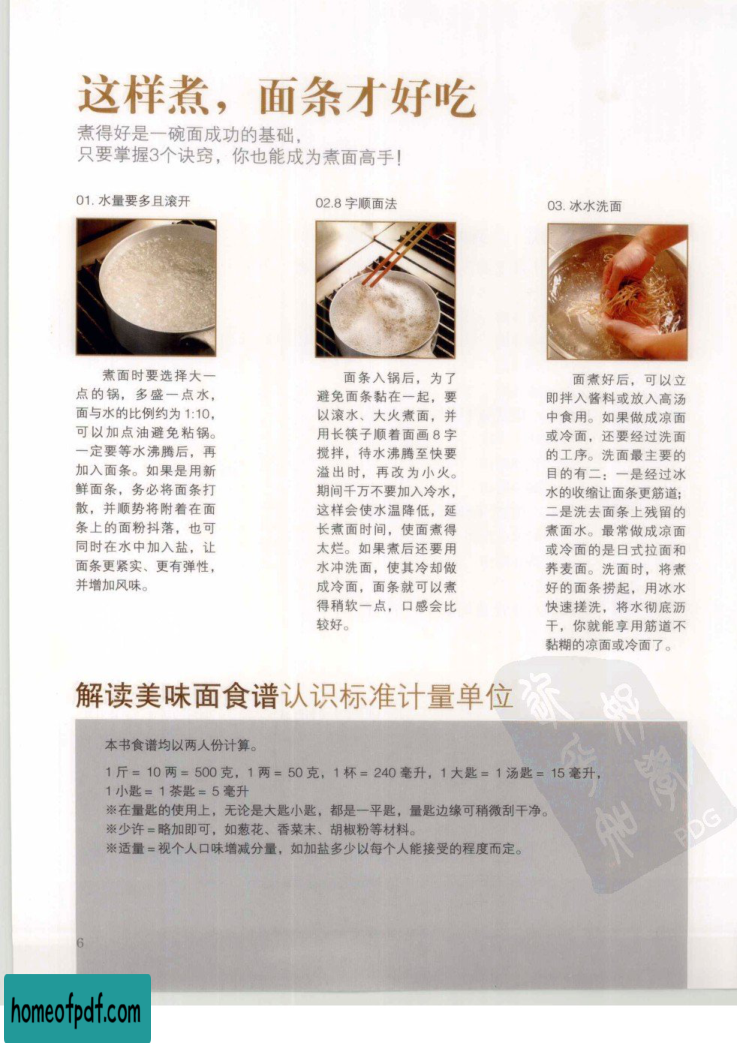 这样煮，面条才好吃
煮得好是一碗面成功的基础，
只要掌握3个诀窍，你也能成为煮面高手！
01. 水量要多且滚开
煮面时要选择大一
点的锅，多盛一点水，
面与水的比例约为 1:10，
可以加点油避免粘锅。
一定要等水沸腾后，再
加入面条。如果是用新
鲜面条，务必将面条打
散，并顺势将附着在面
条上的面粉抖落，也可
同时在水中加入盐，让
面条更紧实、更有弹性，
并增加风味。
02.8 字顺面法
面条入锅后，为了
避免面条黏在一起，要
以滚水、大火煮面，并
用长筷子顺着面画 8 字
搅拌，待水沸腾至快要
溢出时，再改为小火。
期间千万不要加入冷水，
这样会使水温降低，延
长煮面时间，使面煮得
太烂。如果煮后还要用
水冲洗面，使其冷却做
成冷面，面条就可以煮
得稍软一点，口感会比
较好。
03. 冰水洗面
面煮好后，可以立
即拌入酱料或放入高汤
中食用。如果做成凉面
或冷面，还要经过洗面
的工序。洗面最主要的
目的有二：一是经过冰
水的收缩让面条更筋道；
二是洗去面条上残留的
煮面水。最常做成凉面
或冷面的是日式拉面和
荞麦面。洗面时，将煮
好的面条捞起，用冰水
快速搓洗，将水彻底沥
干，你就能享用筋道不
黏糊的凉面或冷面了。
解读美味面食谱认识标准计量单位
本书食谱均以两人份计算。
1 斤 = 10 两 = 500 克，1 两 = 50 克，1 杯 = 240 毫升，1 大匙 = 1 汤匙 = 15 毫升，
1 小匙 = 1 茶匙 = 5 毫升
※在量匙的使用上，无论是大匙小匙，都是一平匙，量匙边缘可稍微刮干净。
※少许 = 略加即可，如葱花、香菜末、胡椒粉等材料。
※适量 = 视个人口味增减分量，如加盐多少以每个人能接受的程度而定。
PDG
6
homeofpdf.com